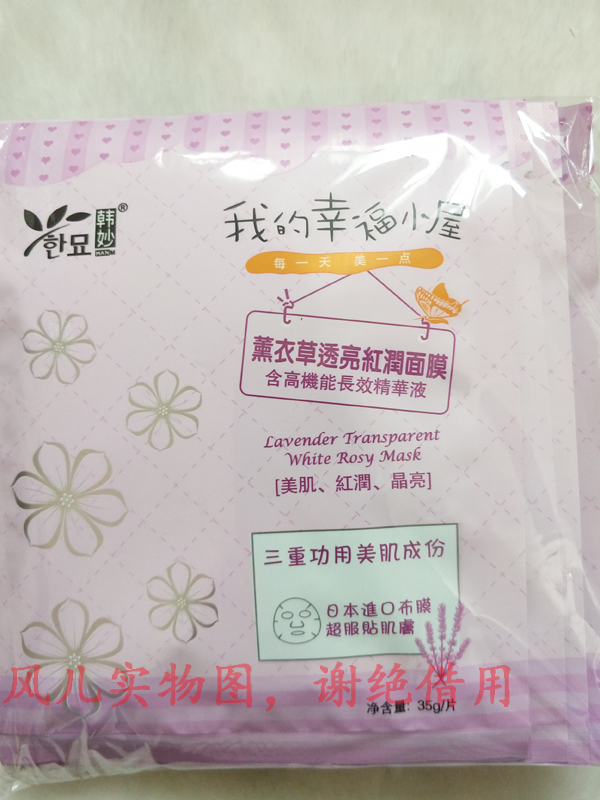 한묘
韩妙
HAN
®
我的幸福小屋
每一天 美一点
薰衣草透亮紅潤面膜
含高機能長效精華液
Lavender Transparent
White Rosy Mask
[美肌、紅潤、晶亮]
三重功用美肌成份
日本進口布膜
超服貼肌膚
风儿实物图，谢绝借用
净含量: 35g/片